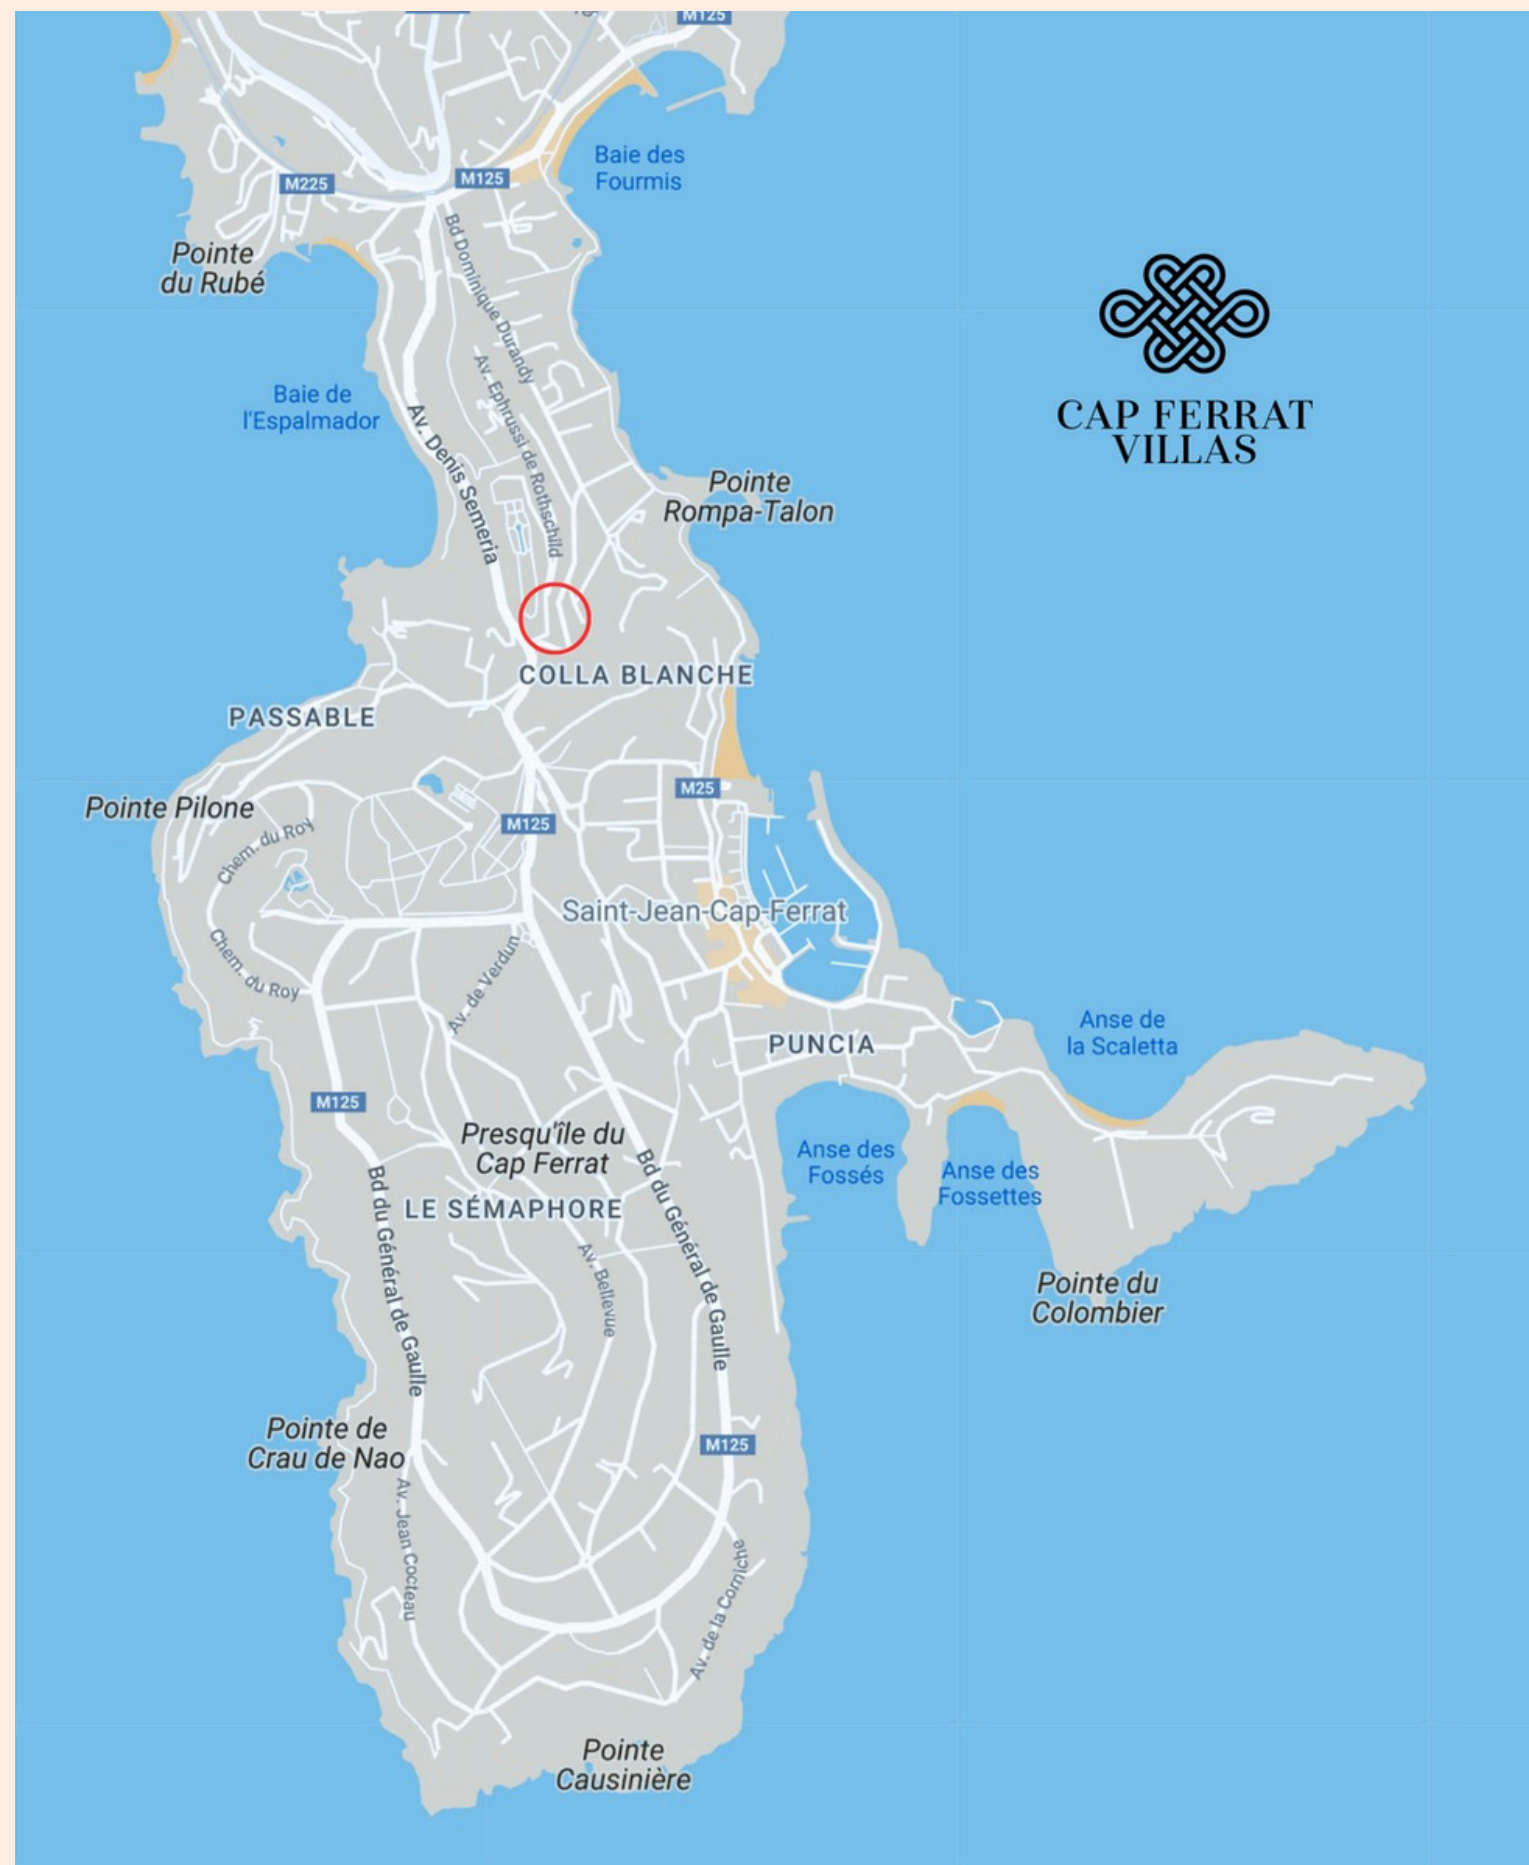 M125
Baie des
Fourmis
M225
M125
Pointe
du Rubé
Bd Dominique Durandy
Baie de
l'Espalmador
Av. Ephrussi de Rothschild
Av. Denis Semeria
CAP FERRAT
VILLAS
Pointe
Rompa-Talon
COLLA BLANCHE
PASSABLE
M25
Pointe Pilone
M125
Chem. du Roy
Saint-Jean-Cap-Ferrat
Chem. du Roy
Av. de Verdun
Anse de
la Scaletta
PUNCIA
M125
Presqu'île du
Cap Ferrat
Anse des
Fossés
Anse des
Fossettes
Bd du Général de Gaulle
LE SÉMAPHORE
Bd du Général de Gaulle
Av. Bellevue
Pointe du
Colombier
Pointe de
Crau de Nao
M125
Av. Jean Cocteau
Av. de la Corniche
Pointe
Causinière